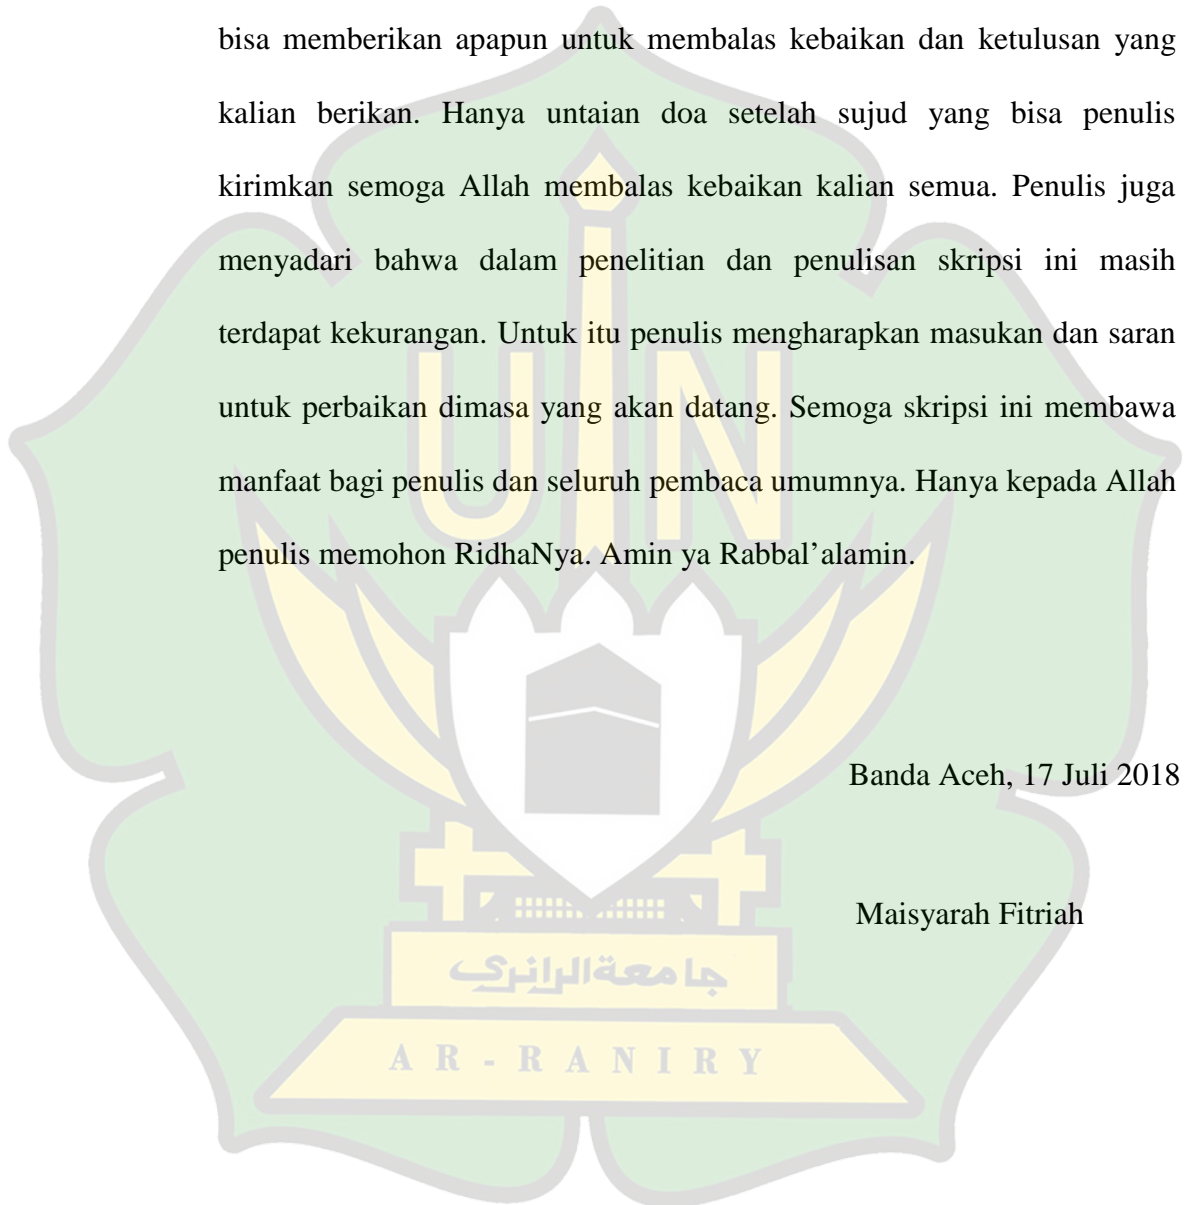 bisa memberikan apapun untuk membalas kebaikan dan ketulusan yang
kalian berikan. Hanya untaian doa setelah sujud yang bisa penulis
kirimkan semoga Allah membalas kebaikan kalian semua. Penulis juga
menyadari bahwa dalam penelitian dan penulisan skripsi ini masih
terdapat kekurangan. Untuk itu penulis mengharapkan masukan dan saran
untuk perbaikan dimasa yang akan datang. Semoga skripsi ini membawa
manfaat bagi penulis dan seluruh pembaca umumnya. Hanya kepada Allah
penulis memohon RidhaNya. Amin ya Rabbal’alamin.
Banda Aceh, 17 Juli 2018
Maisyarah Fitriah
UIN
جامعة الرانري
AR-RANIRY